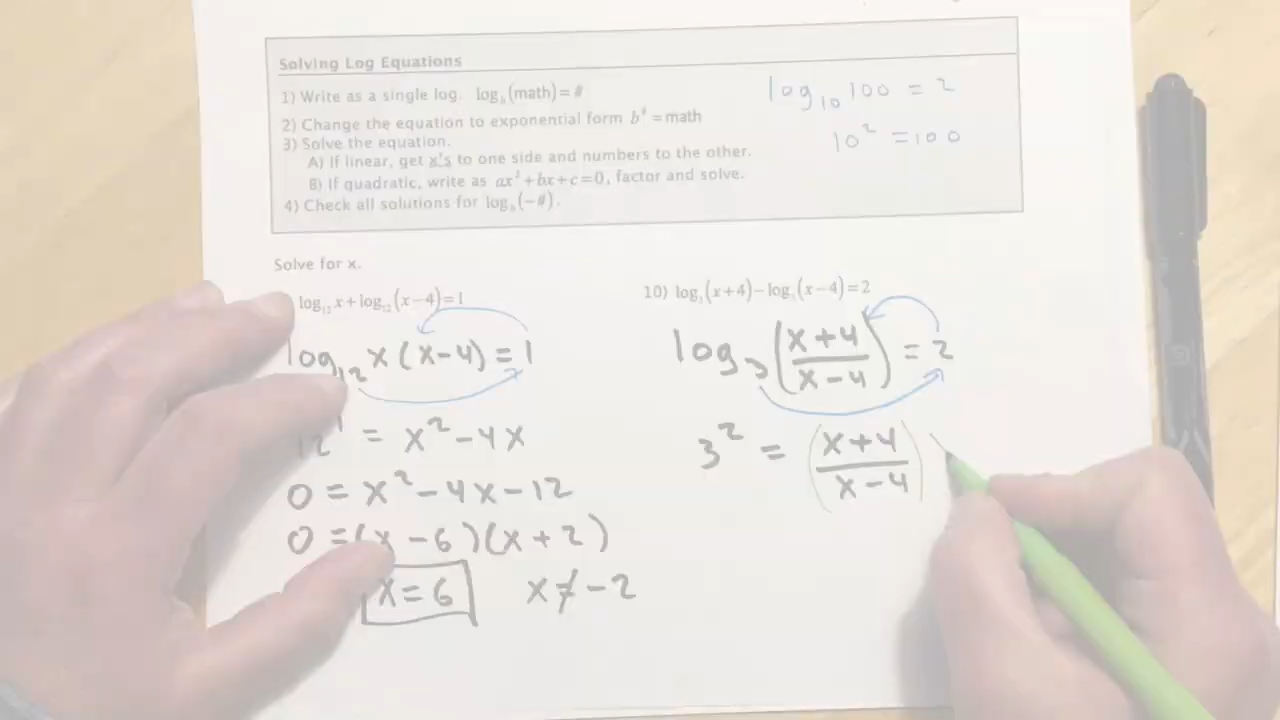 Solving Log Equations
1) Write as a single log. log_b(math)=#
2) Change the equation to exponential form b^# = math
3) Solve the equation.
A) If linear, get x's to one side and numbers to the other.
B) If quadratic, write as ax²+bx+c=0, factor and solve.
4) Check all solutions for log_b(-#).
log₁₀ 100 = 2
10² = 100
Solve for x.
log₁₂x+log₁₂(x−4)=1
log₁₂ x(x−4) = 1
12¹ = x² −4x
0 = x² −4x −12
0 = (x −6)(x +2)
x=6 x≠−2
10) log₃(x+4)−log₃(x−4)=2
log₃ (x+4 / x−4) = 2
3² = (x+4 / x−4)